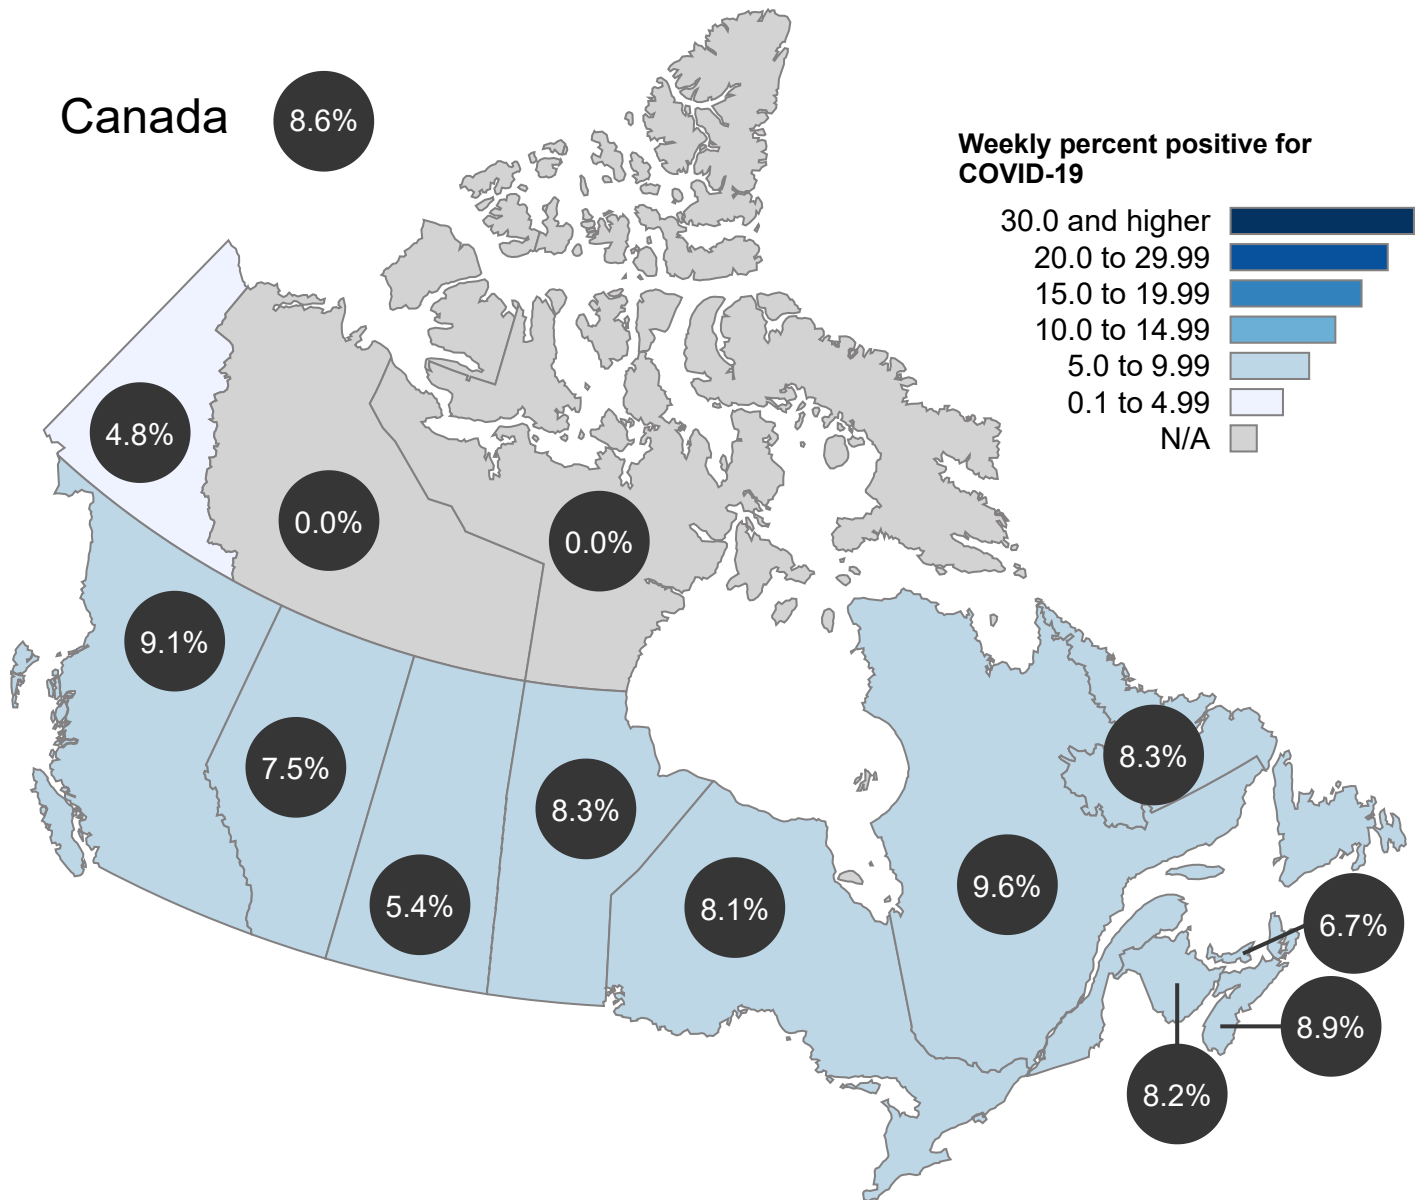 Canada
8.6%
Weekly percent positive for
COVID-19
30.0 and higher
20.0 to 29.99
15.0 to 19.99
10.0 to 14.99
5.0 to 9.99
0.1 to 4.99
N/A
4.8%
0.0%
0.0%
9.1%
7.5%
5.4%
8.3%
8.1%
9.6%
8.3%
6.7%
8.9%
8.2%